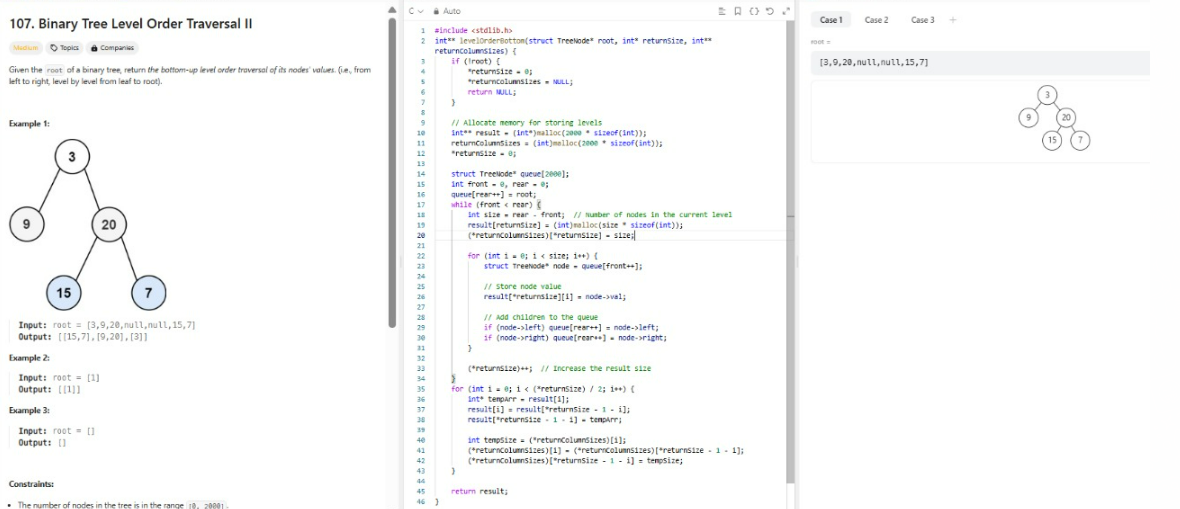 107. Binary Tree Level Order Traversal II
Medium Topics Companies
Given the root of a binary tree, return the bottom-up level order traversal of its nodes' values. (i.e., from
left to right, level by level from leaf to root).
Example 1:
3
9
20
15
7
Input: root = [3,9,20,null,null,15,7]
Output: [[15,7],[9,20],[3]]
Example 2:
Input: root = [1]
Output: [[1]]
Example 3:
Input: root = []
Output: []
Constraints:
• The number of nodes in the tree is in the range [0, 2000].
C Auto
1 #include <stdlib.h>
2 int** levelOrderBottom(struct TreeNode* root, int* returnSize, int**
returnColumnSizes) {
3 if (!root) {
4 *returnSize = 0;
5 *returnColumnSizes = NULL;
6 return NULL;
7 }
8
9 // Allocate memory for storing levels
10 int** result = (int*)malloc(2000 * sizeof(int));
11 returnColumnSizes = (int)malloc(2000 * sizeof(int));
12 *returnSize = 0;
13
14 struct TreeNode* queue[2000];
15 int front = 0, rear = 0;
16 queue[rear++] = root;
17 while (front < rear) {
18 int size = rear - front; // Number of nodes in the current level
19 result[returnSize] = (int)malloc(size * sizeof(int));
20 (*returnColumnSizes)[*returnSize] = size;
21
22 for (int i = 0; i < size; i++) {
23 struct TreeNode* node = queue[front++];
24
25 // Store node value
26 result[*returnSize][i] = node->val;
27
28 // Add children to the queue
29 if (node->left) queue[rear++] = node->left;
30 if (node->right) queue[rear++] = node->right;
31 }
32
33 (*returnSize)++; // Increase the result size
34 }
35 for (int i = 0; i < (*returnSize) / 2; i++) {
36 int* tempArr = result[i];
37 result[i] = result[*returnSize - 1 - i];
38 result[*returnSize - 1 - i] = tempArr;
39
40 int tempSize = (*returnColumnSizes)[i];
41 (*returnColumnSizes)[i] = (*returnColumnSizes)[*returnSize - 1 - i];
42 (*returnColumnSizes)[*returnSize - 1 - i] = tempSize;
43 }
44
45 return result;
46 }
Case 1 Case 2 Case 3 +
root =
[3,9,20,null,null,15,7]
3
9
20
15
7